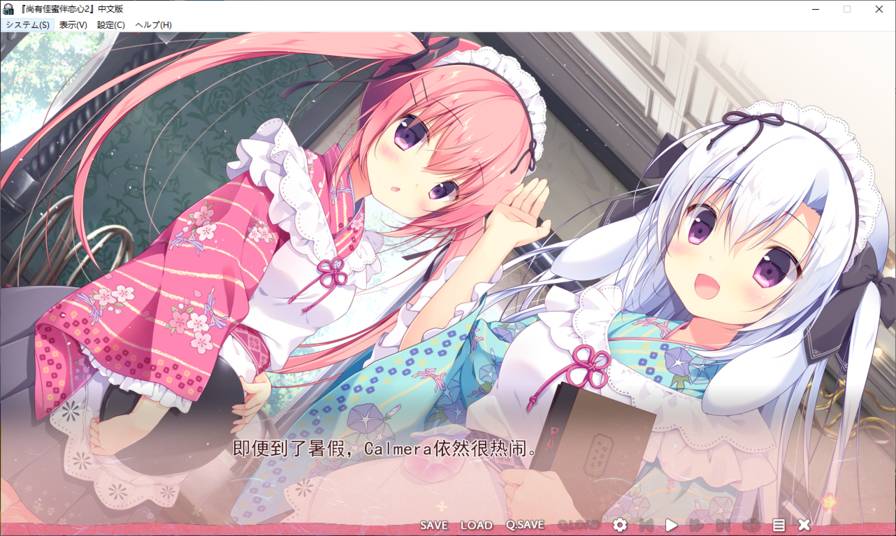 『尚有佳蜜伴恋心2』中文版
システム(S) 表示(V) 設定(C) ヘルプ(H)
即便到了暑假，Calmera依然很热闹。
SAVE LOAD Q.SAVE Q.LOAD